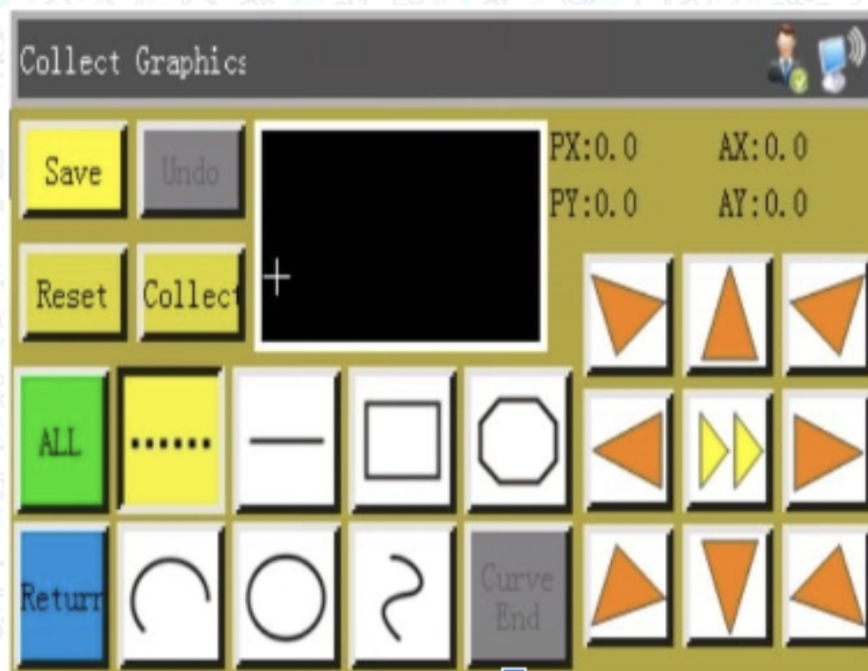 Collect Graphics
Save
Undo
PX:0.0
AX:0.0
PY:0.0
AY:0.0
Reset
Collect
ALL
Return
Curve
End